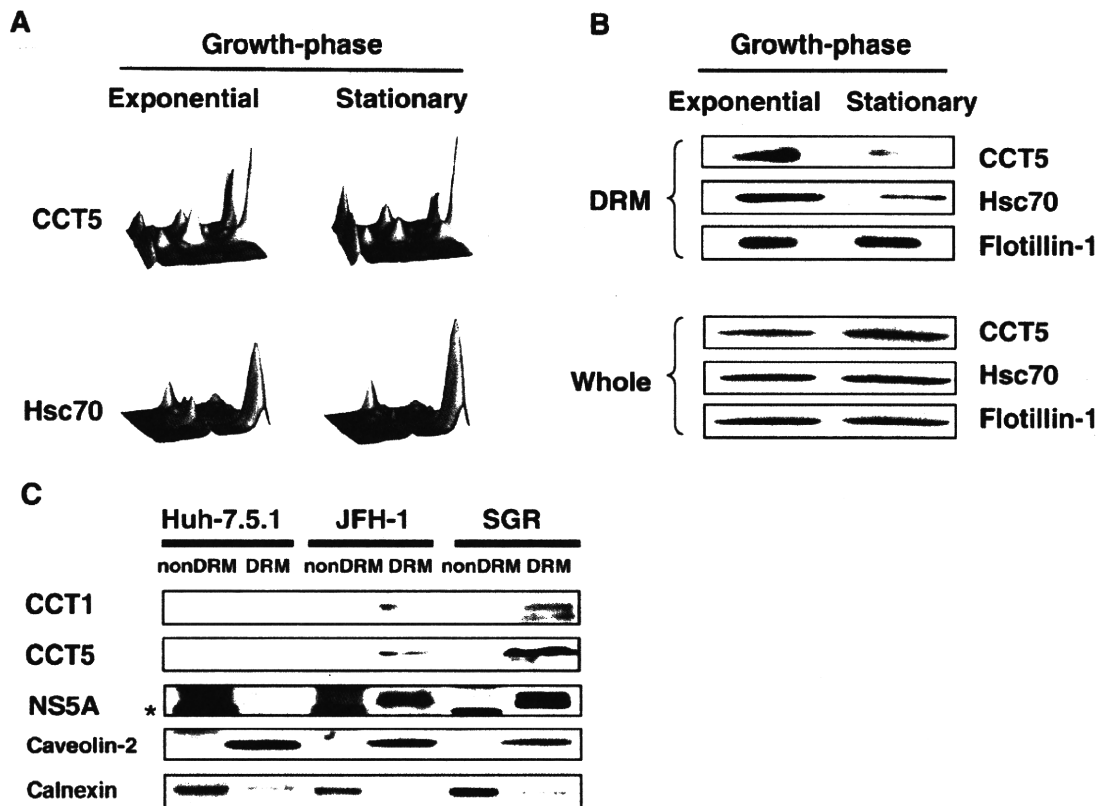 A
Growth-phase
Exponential Stationary
CCT5
Hsc70
B
Growth-phase
Exponential Stationary
DRM
CCT5
Hsc70
Flotillin-1
Whole
CCT5
Hsc70
Flotillin-1
C
Huh-7.5.1 JFH-1 SGR
nonDRM DRM nonDRM DRM nonDRM DRM
CCT1
CCT5
NS5A *
Caveolin-2
Calnexin